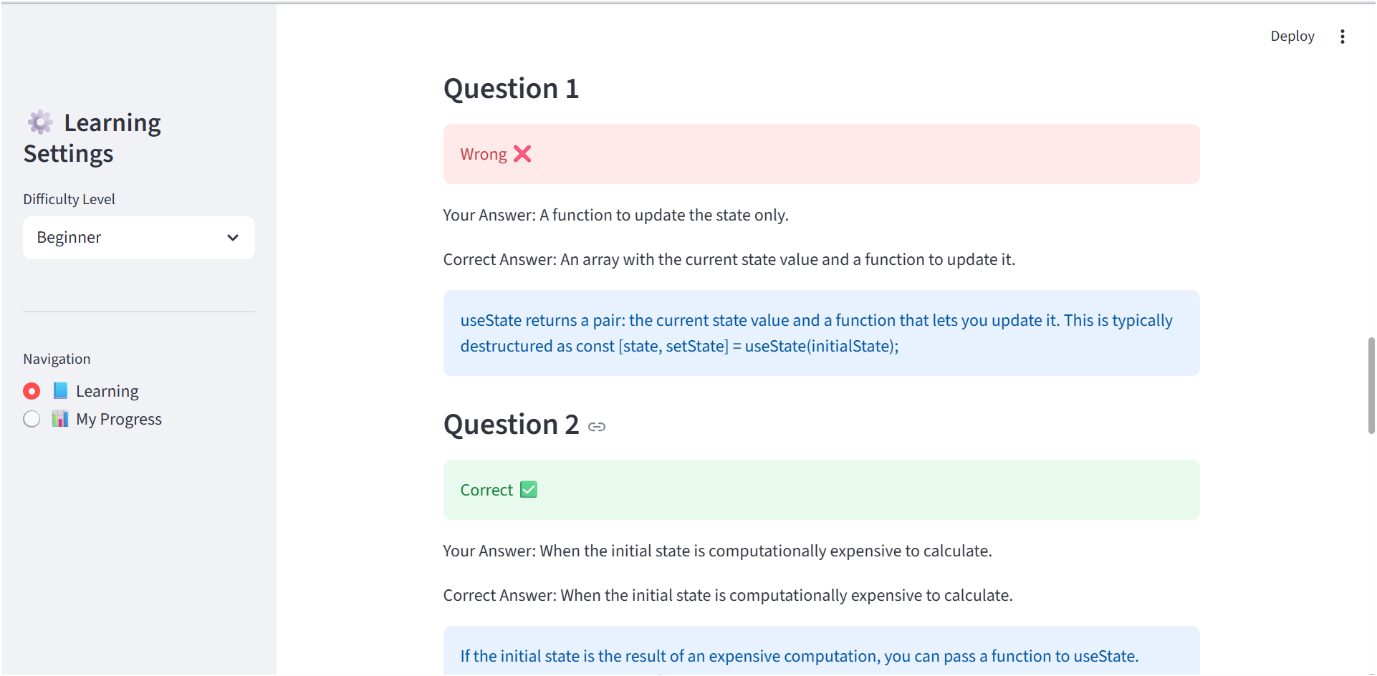 Deploy
Learning
Settings
Difficulty Level
Beginner
Navigation
Learning
My Progress
Question 1
Wrong ❌
Your Answer: A function to update the state only.
Correct Answer: An array with the current state value and a function to update it.
useState returns a pair: the current state value and a function that lets you update it. This is typically
destructured as const [state, setState] = useState(initialState);
Question 2
Correct ✅
Your Answer: When the initial state is computationally expensive to calculate.
Correct Answer: When the initial state is computationally expensive to calculate.
If the initial state is the result of an expensive computation, you can pass a function to useState.